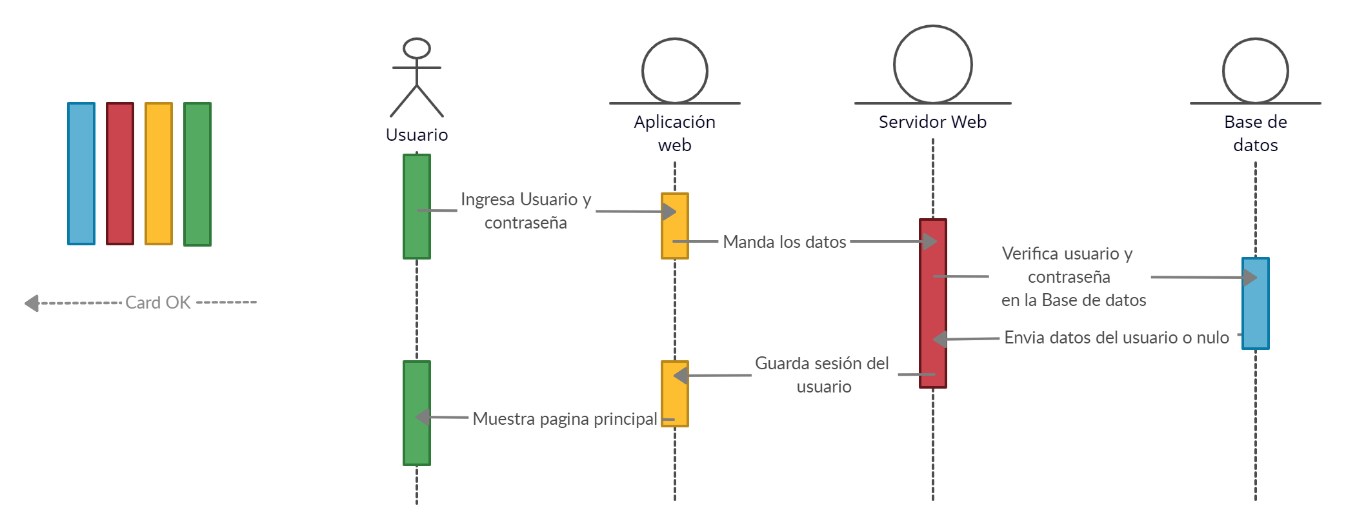 Usuario
Aplicación
web
Servidor Web
Base de
datos
Ingresa Usuario y
contraseña
Manda los datos
Verifica usuario y
contraseña
en la Base de datos
Card OK
Envia datos del usuario o nulo
Guarda sesión del
usuario
Muestra pagina principal